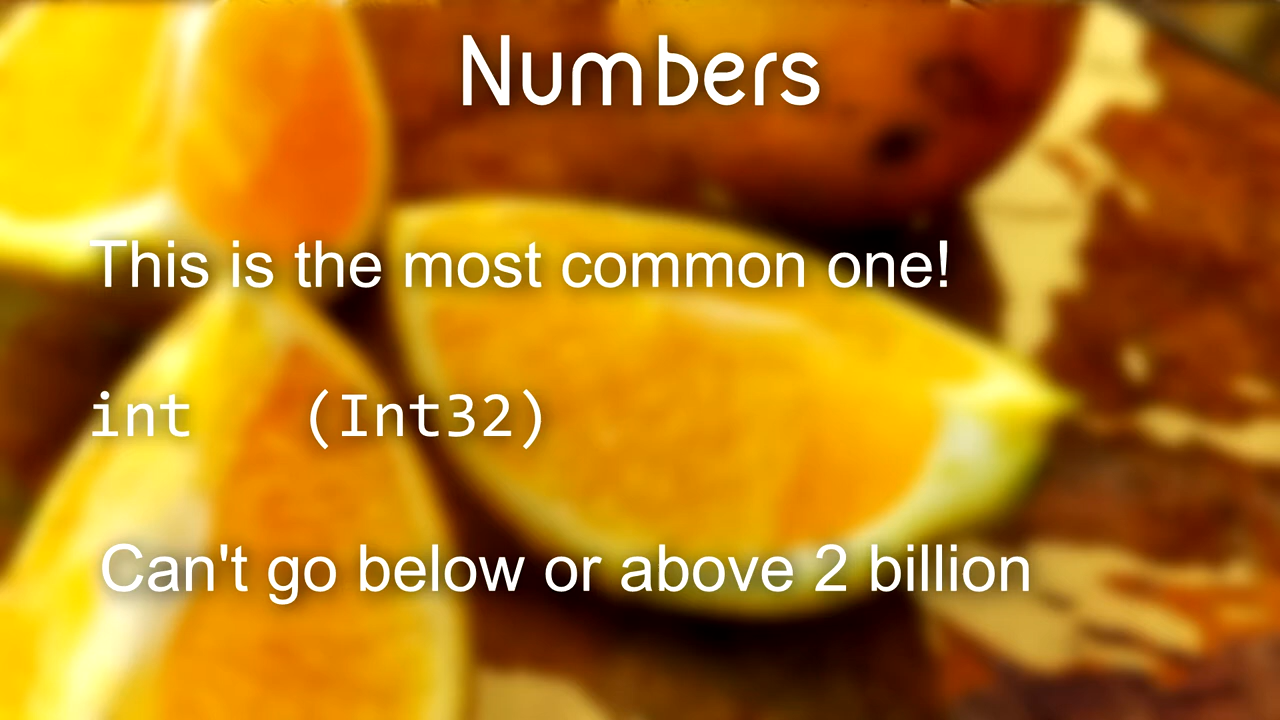 Numbers
This is the most common one!
int (Int32)
Can't go below or above 2 billion